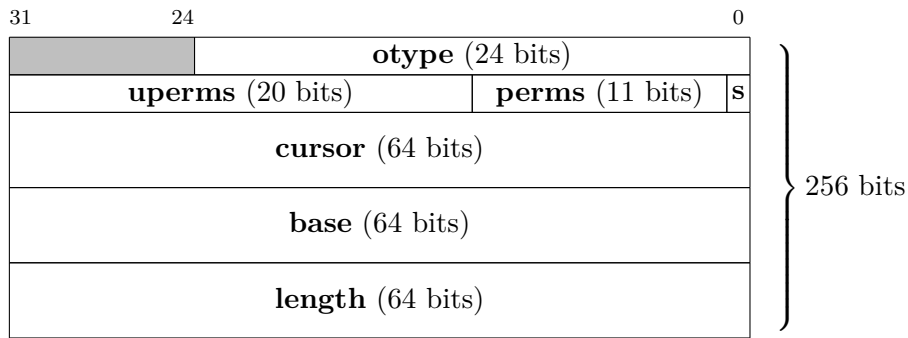 31 24 0
otype (24 bits)
uperms (20 bits) perms (11 bits) s
cursor (64 bits)
256 bits
base (64 bits)
length (64 bits)